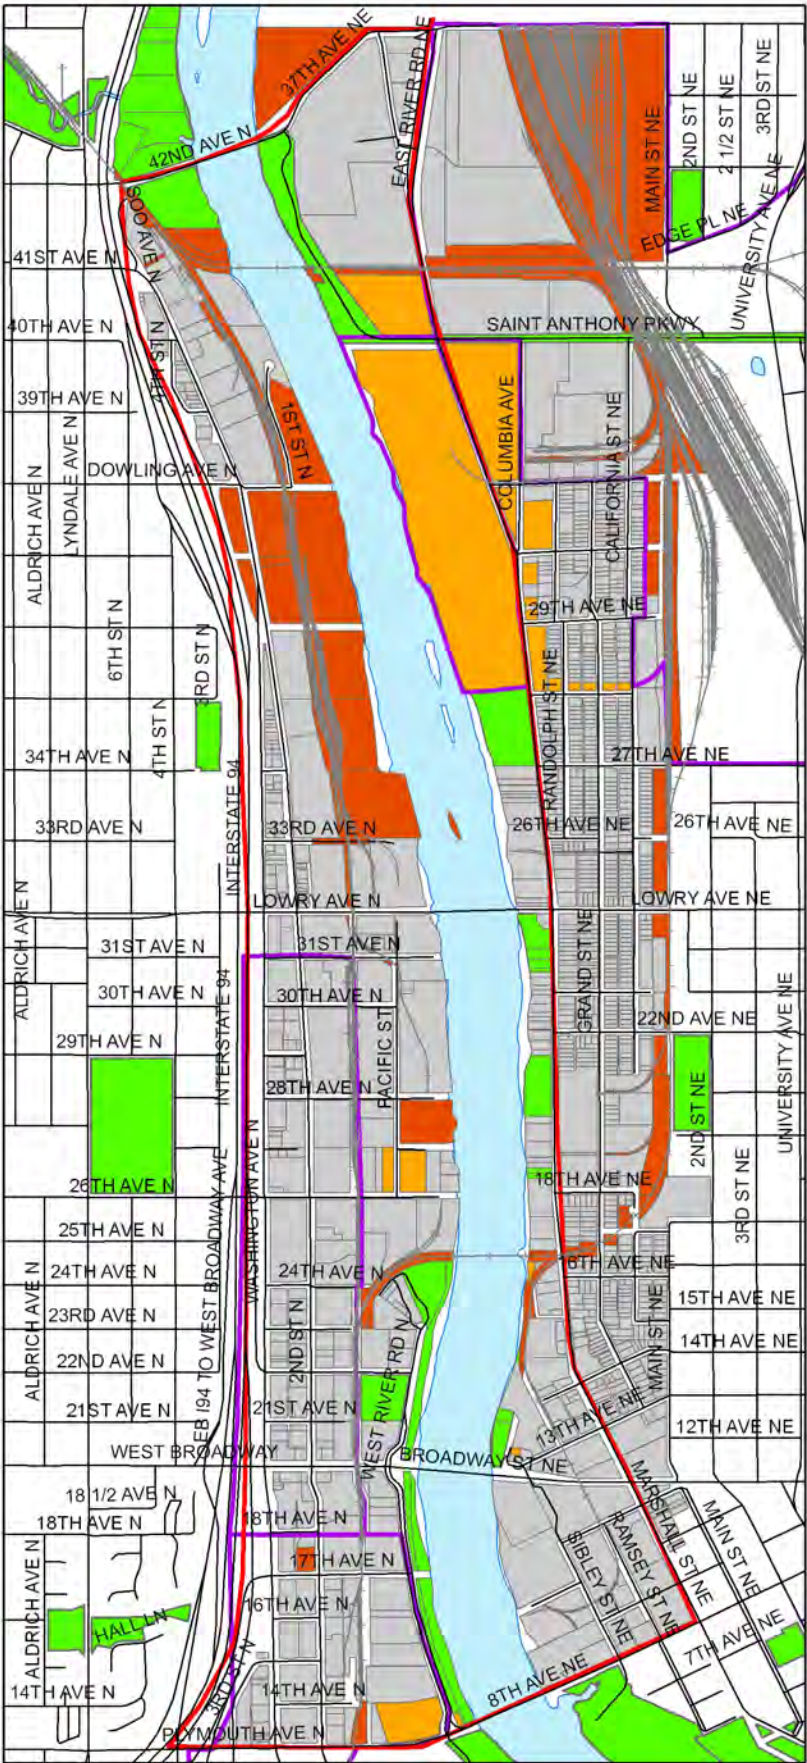 37TH AVE NE
EAST RIVER RD NE
42ND AVE N
MAIN ST NE
2ND ST NE
2 1/2 ST NE
3RD ST NE
SOO AVE N
EDGE PL NE
UNIVERSITY AVE NE
41ST AVE N
40TH AVE N
SAINT ANTHONY PKWY
4TH ST N
39TH AVE N
1ST ST N
COLUMBIA AVE
CALIFORNIA ST NE
LYNDALE AVE N
DOWLING AVE N
ALDRICH AVE N
29TH AVE NE
6TH ST N
3RD ST N
4TH ST N
RANDOLPH ST NE
34TH AVE N
27TH AVE NE
INTERSTATE 94
33RD AVE N
33RD AVE N
26TH AVE NE
26TH AVE NE
LOWRY AVE N
LOWRY AVE NE
ALDRICH AVE N
31ST AVE N
31ST AVE N
GRAND ST NE
30TH AVE N
30TH AVE N
INTERSTATE 94
PACIFIC ST
22ND AVE NE
29TH AVE N
28TH AVE N
UNIVERSITY AVE NE
2ND ST NE
26TH AVE N
18TH AVE NE
WASHINGTON AVE N
3RD ST NE
25TH AVE N
24TH AVE N
24TH AVE N
16TH AVE NE
EB I94 TO WEST BROADWAY AVE
15TH AVE NE
23RD AVE N
2ND ST N
WEST RIVER RD N
MAIN ST NE
14TH AVE NE
ALDRICH AVE N
22ND AVE N
21ST AVE N
21ST AVE N
13TH AVE NE
12TH AVE NE
WEST BROADWAY
BROADWAY ST NE
18 1/2 AVE N
MARSHALL ST NE
MAIN ST NE
18TH AVE N
18TH AVE N
RAMSEY ST NE
SIBLEY ST NE
17TH AVE N
ALDRICH AVE N
16TH AVE N
HALL LN
7TH AVE NE
3RD ST N
14TH AVE N
14TH AVE N
8TH AVE NE
PLYMOUTH AVE N